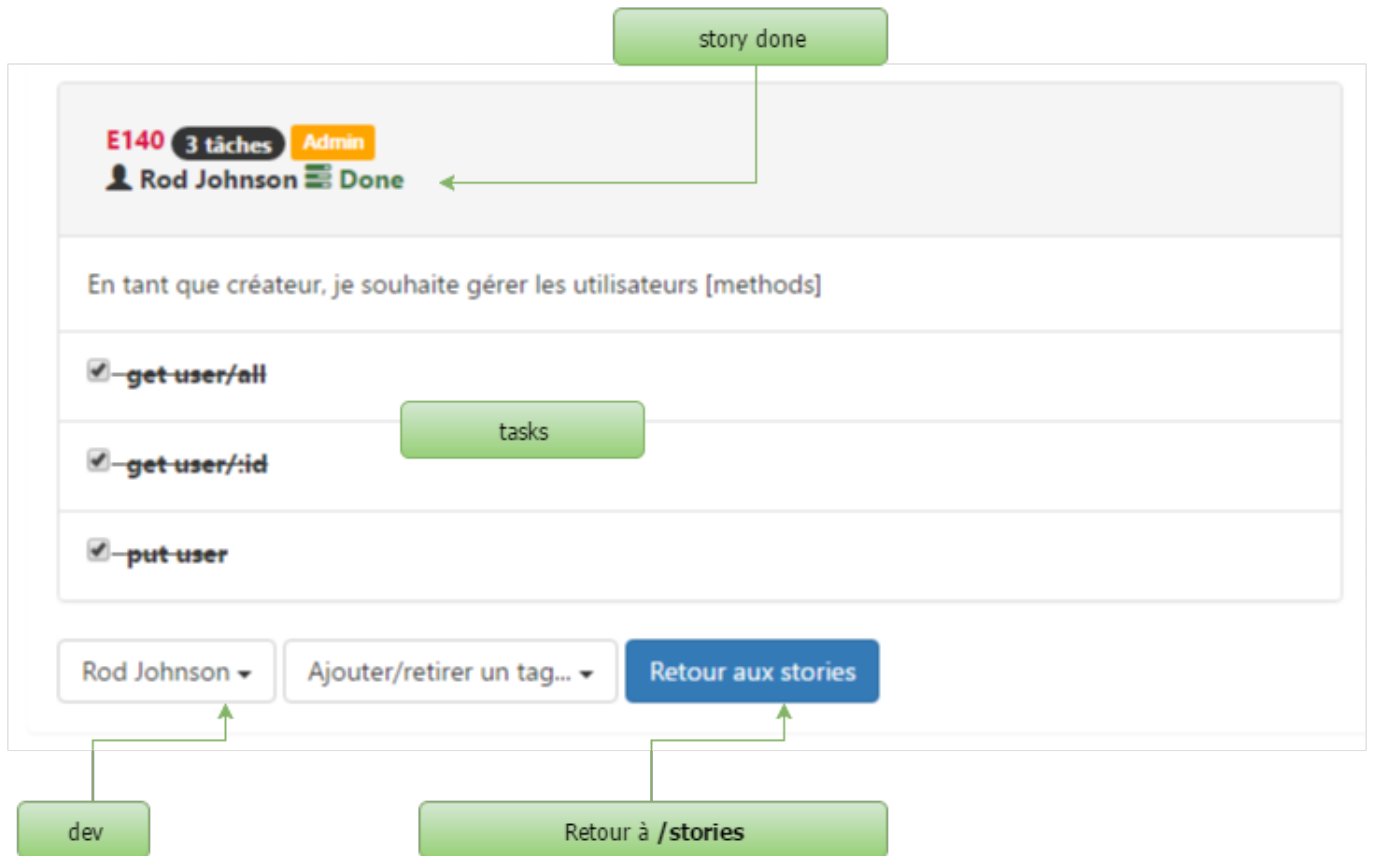 story done
E140 3 tâches Admin
Rod Johnson Done
En tant que créateur, je souhaite gérer les utilisateurs [methods]
get user/all
tasks
get user/:id
put user
Rod Johnson
Ajouter/retirer un tag...
Retour aux stories
dev
Retour à /stories